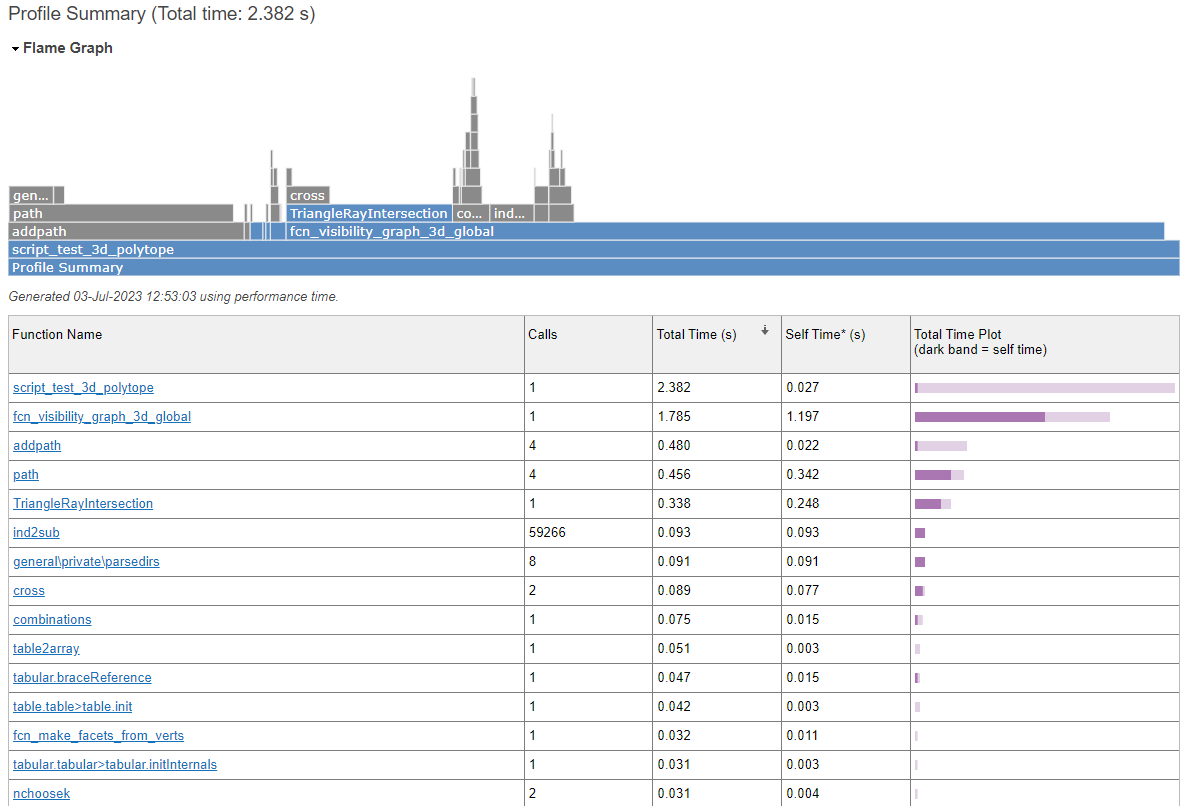 Profile Summary (Total time: 2.382 s)
Flame Graph
gen...
cross
path
TriangleRayIntersection
co...
ind...
addpath
fcn_visibility_graph_3d_global
script_test_3d_polytope
Profile Summary
Generated 03-Jul-2023 12:53:03 using performance time.
Function Name Calls Total Time (s) Self Time* (s) Total Time Plot
(dark band = self time)
script_test_3d_polytope 1 2.382 0.027
fcn_visibility_graph_3d_global 1 1.785 1.197
addpath 4 0.480 0.022
path 4 0.456 0.342
TriangleRayIntersection 1 0.338 0.248
ind2sub 59266 0.093 0.093
general\private\parsedirs 8 0.091 0.091
cross 2 0.089 0.077
combinations 1 0.075 0.015
table2array 1 0.051 0.003
tabular.braceReference 1 0.047 0.015
table.table>table.init 1 0.042 0.003
fcn_make_facets_from_verts 1 0.032 0.011
tabular.tabular>tabular.initInternals 1 0.031 0.003
nchoosek 2 0.031 0.004